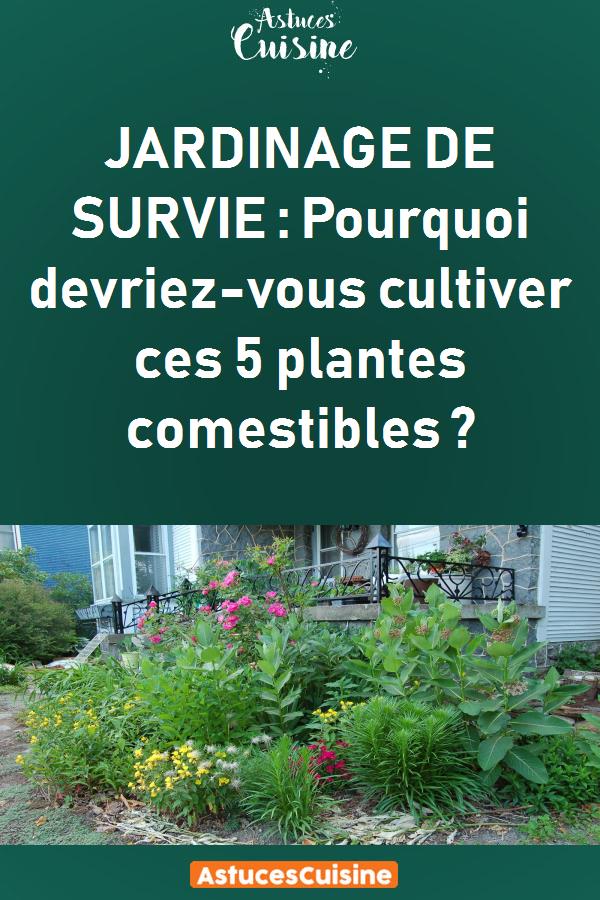 Astuces
Cuisine
JARDINAGE DE
SURVIE : Pourquoi
devriez-vous cultiver
ces 5 plantes
comestibles ?
AstucesCuisine